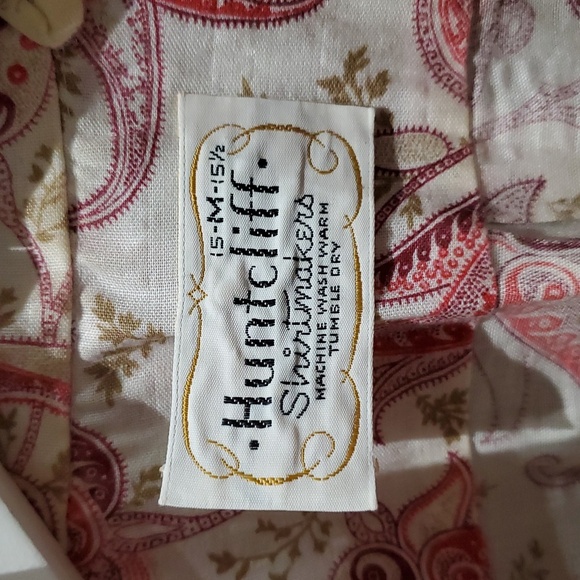 15-M-15½
• Huntcliff •
Shirtmakers
MACHINE WASH WARM
TUMBLE DRY